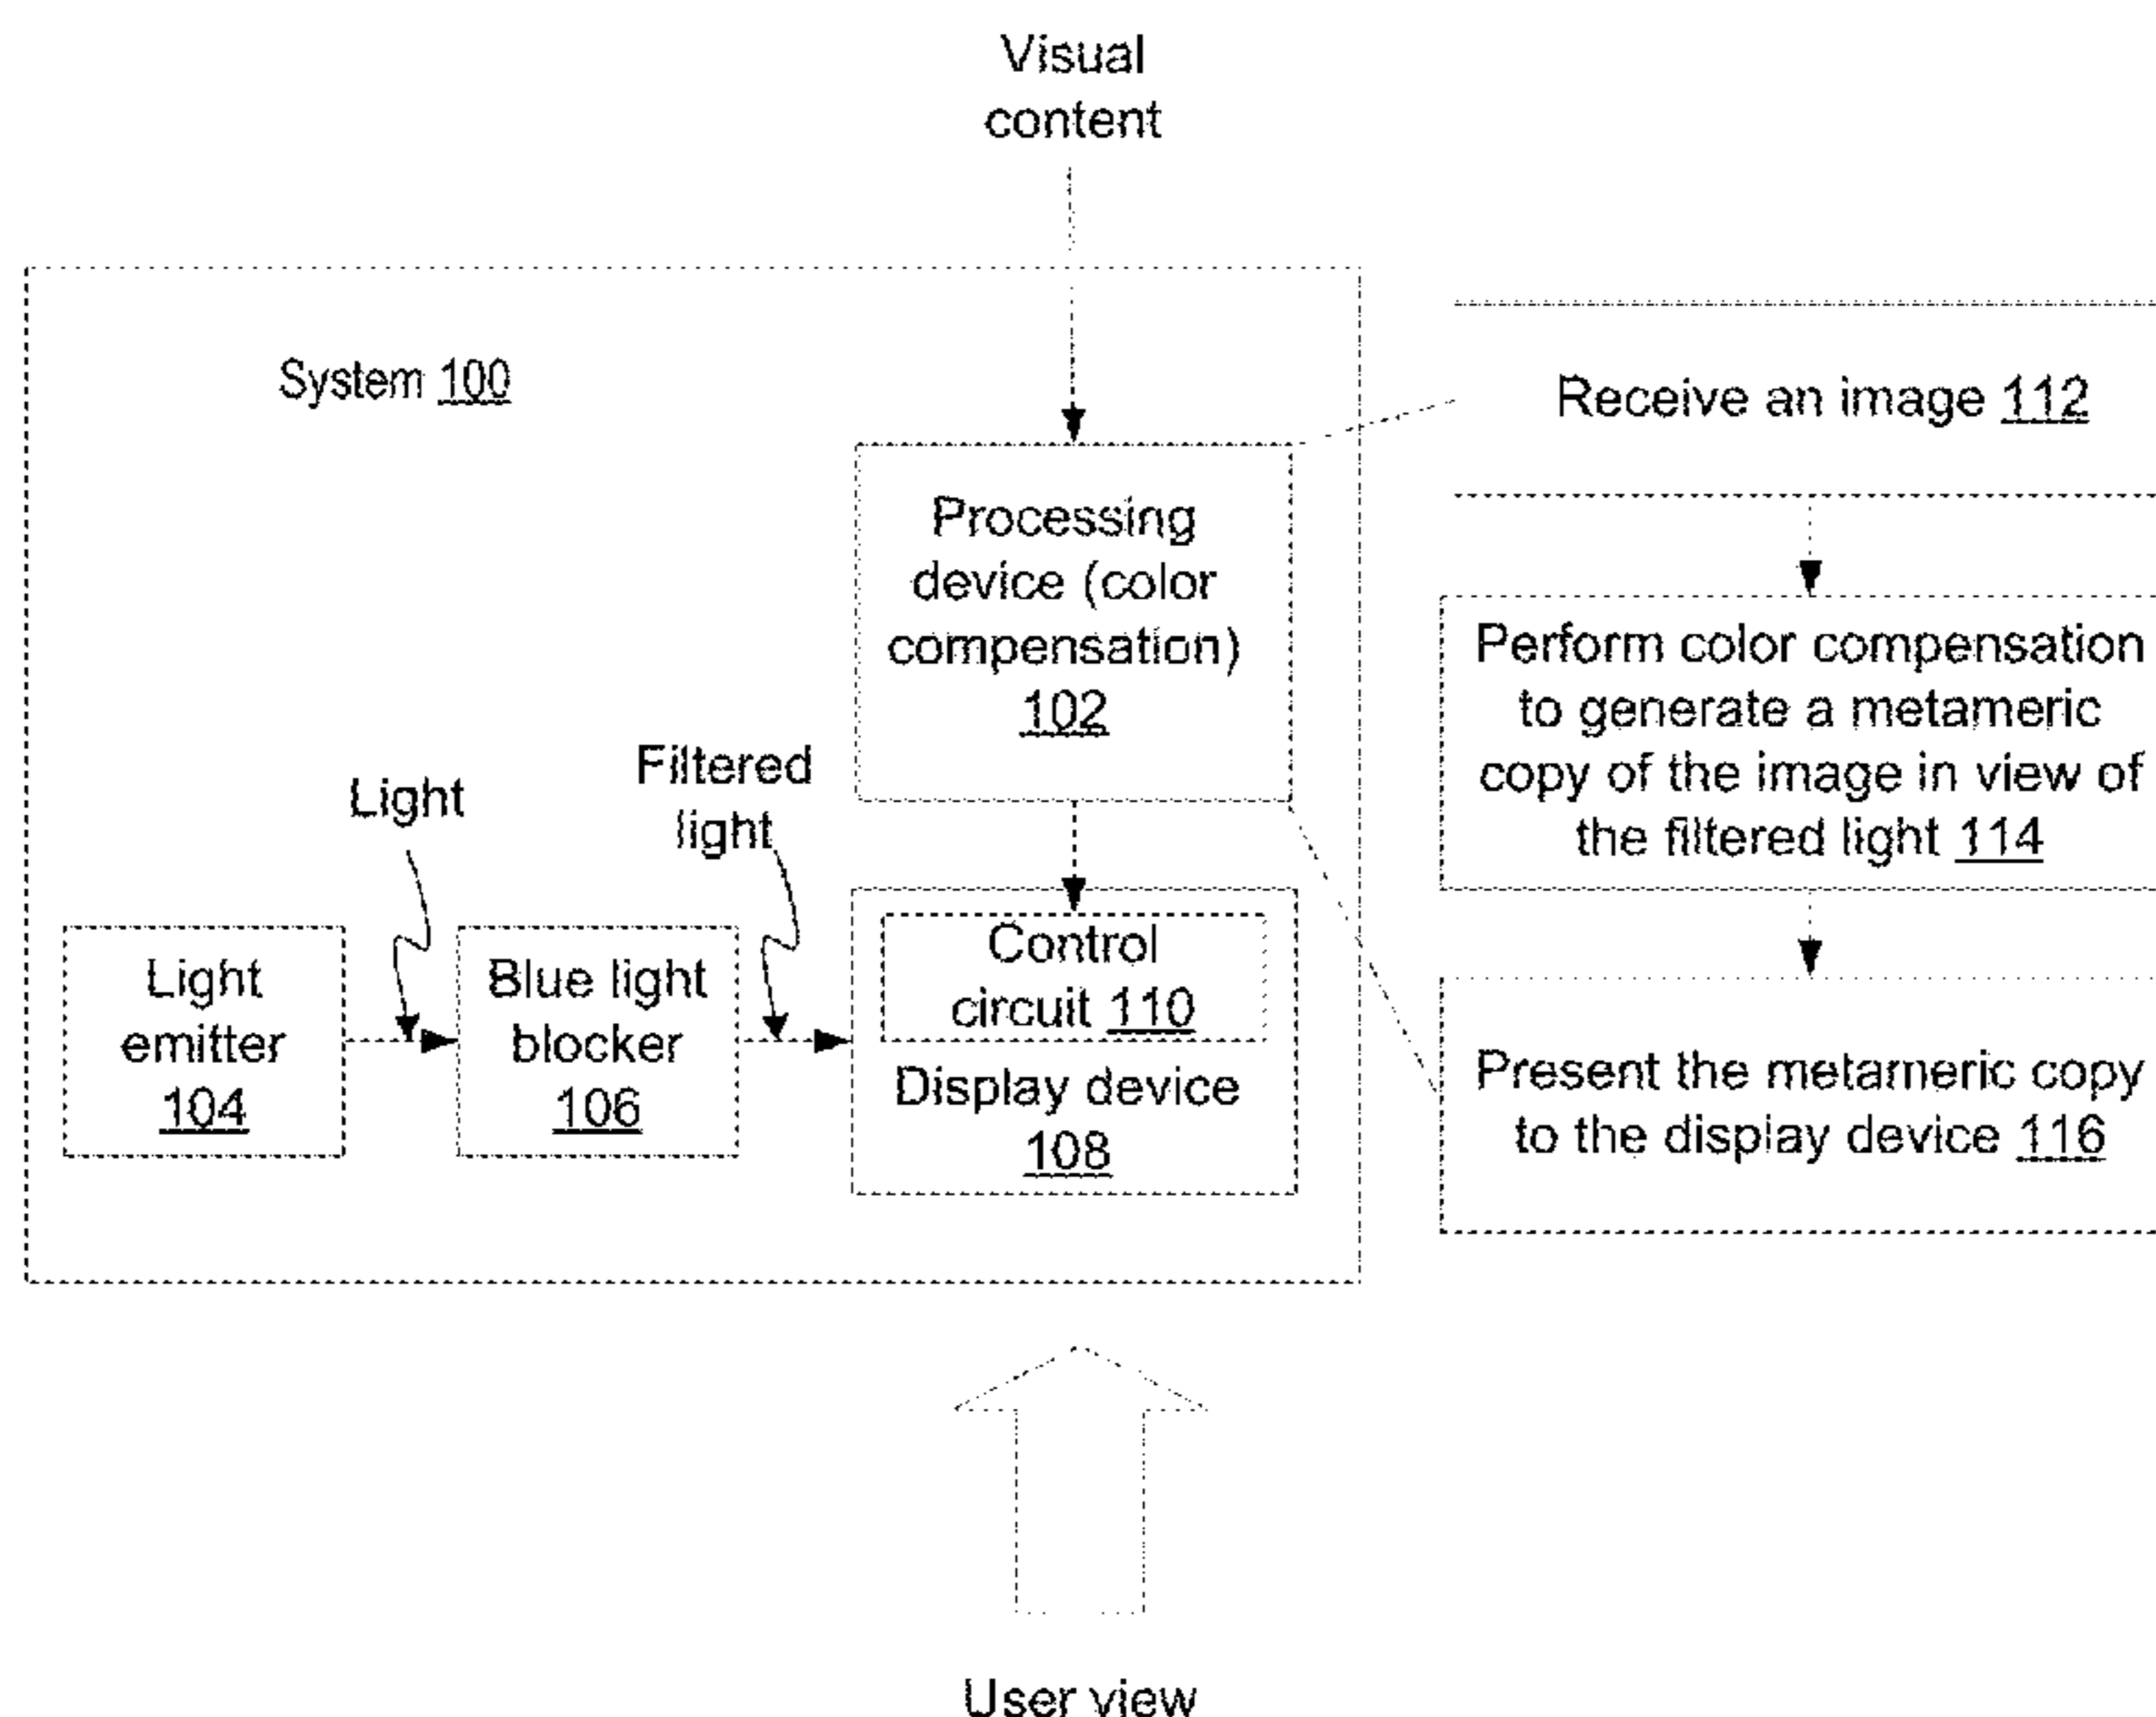 Visual
content
System 100
Receive an image 112
Processing
device (color
compensation)
102
Perform color compensation
to generate a metameric
copy of the image in view of
the filtered light 114
Light
Filtered
light
Light
emitter
104
Blue light
blocker
106
Control
circuit 110
Display device
108
Present the metameric copy
to the display device 116
User view